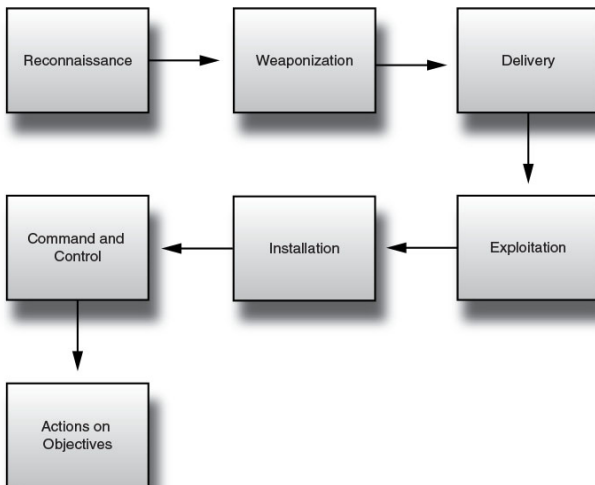 Reconnaissance
Weaponization
Delivery
Exploitation
Installation
Command and
Control
Actions on
Objectives